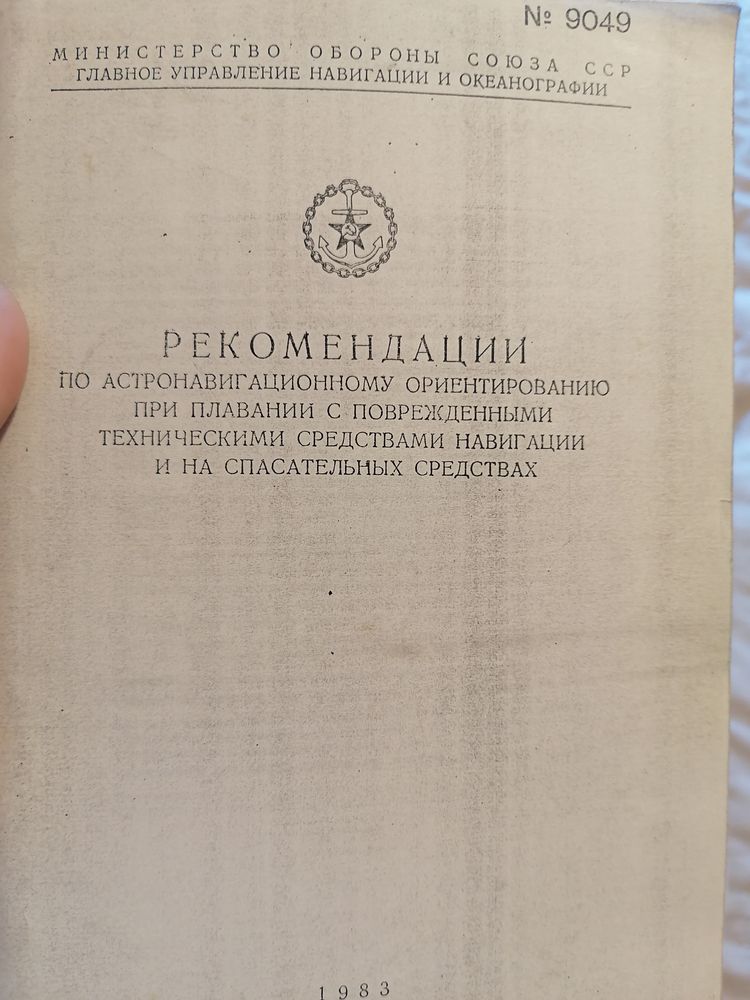 № 9049
МИНИСТЕРСТВО ОБОРОНЫ СОЮЗА ССР
ГЛАВНОЕ УПРАВЛЕНИЕ НАВИГАЦИИ И ОКЕАНОГРАФИИ
РЕКОМЕНДАЦИИ
ПО АСТРОНАВИГАЦИОННОМУ ОРИЕНТИРОВАНИЮ
ПРИ ПЛАВАНИИ С ПОВРЕЖДЕННЫМИ
ТЕХНИЧЕСКИМИ СРЕДСТВАМИ НАВИГАЦИИ
И НА СПАСАТЕЛЬНЫХ СРЕДСТВАХ
1983